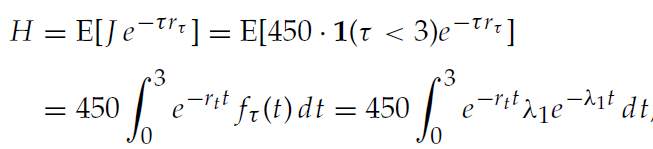 H = E[J e^{-τ r_τ}] = E[450 · 1(τ < 3)e^{-τ r_τ}]
= 450 ∫_0^3 e^{-r_t t} f_τ(t) dt = 450 ∫_0^3 e^{-r_t t} λ_1 e^{-λ_1 t} dt,